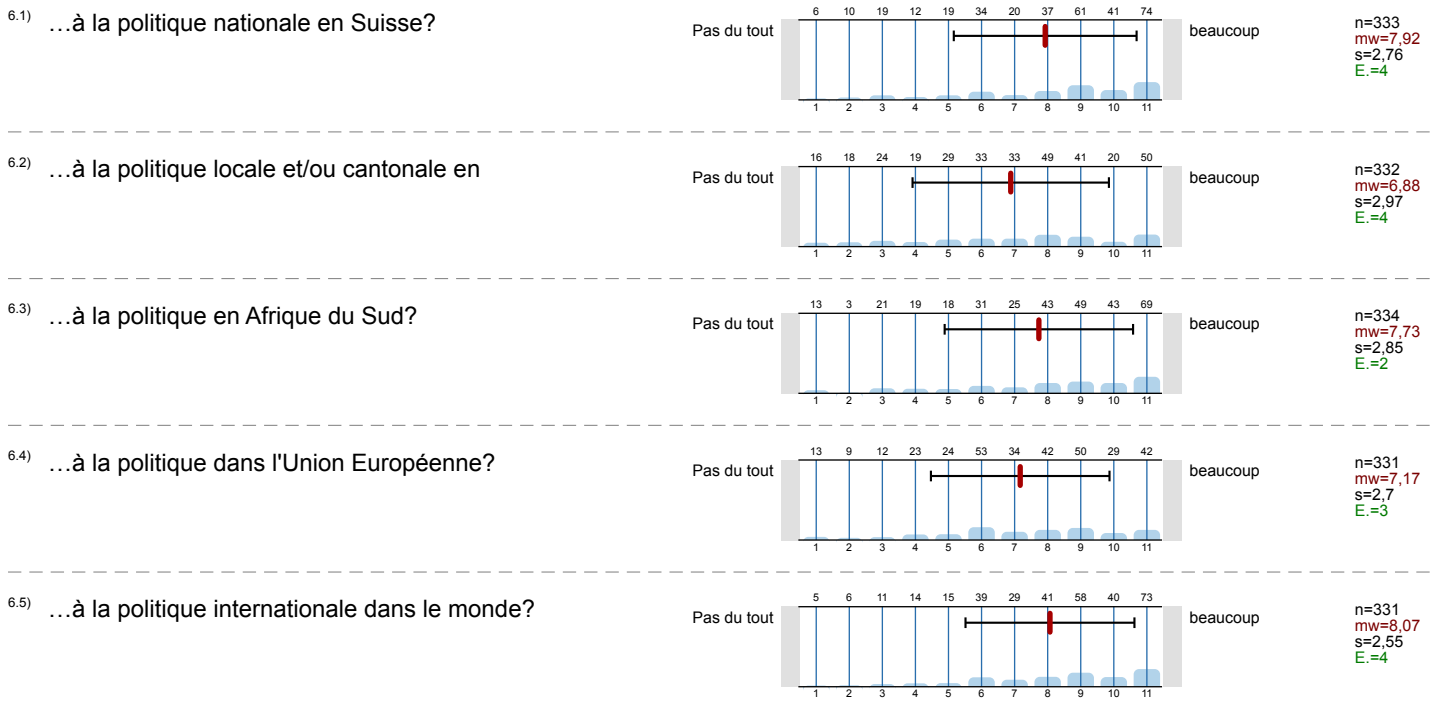 6.1) …à la politique nationale en Suisse?
6 10 19 12 19 34 20 37 61 41 74
Pas du tout beaucoup
1 2 3 4 5 6 7 8 9 10 11
n=333
mw=7,92
s=2,76
E.=4
6.2) …à la politique locale et/ou cantonale en
16 18 24 19 29 33 33 49 41 20 50
Pas du tout beaucoup
1 2 3 4 5 6 7 8 9 10 11
n=332
mw=6,88
s=2,97
E.=4
6.3) …à la politique en Afrique du Sud?
13 3 21 19 18 31 25 43 49 43 69
Pas du tout beaucoup
1 2 3 4 5 6 7 8 9 10 11
n=334
mw=7,73
s=2,85
E.=2
6.4) …à la politique dans l'Union Européenne?
13 9 12 23 24 53 34 42 50 29 42
Pas du tout beaucoup
1 2 3 4 5 6 7 8 9 10 11
n=331
mw=7,17
s=2,7
E.=3
6.5) …à la politique internationale dans le monde?
5 6 11 14 15 39 29 41 58 40 73
Pas du tout beaucoup
1 2 3 4 5 6 7 8 9 10 11
n=331
mw=8,07
s=2,55
E.=4